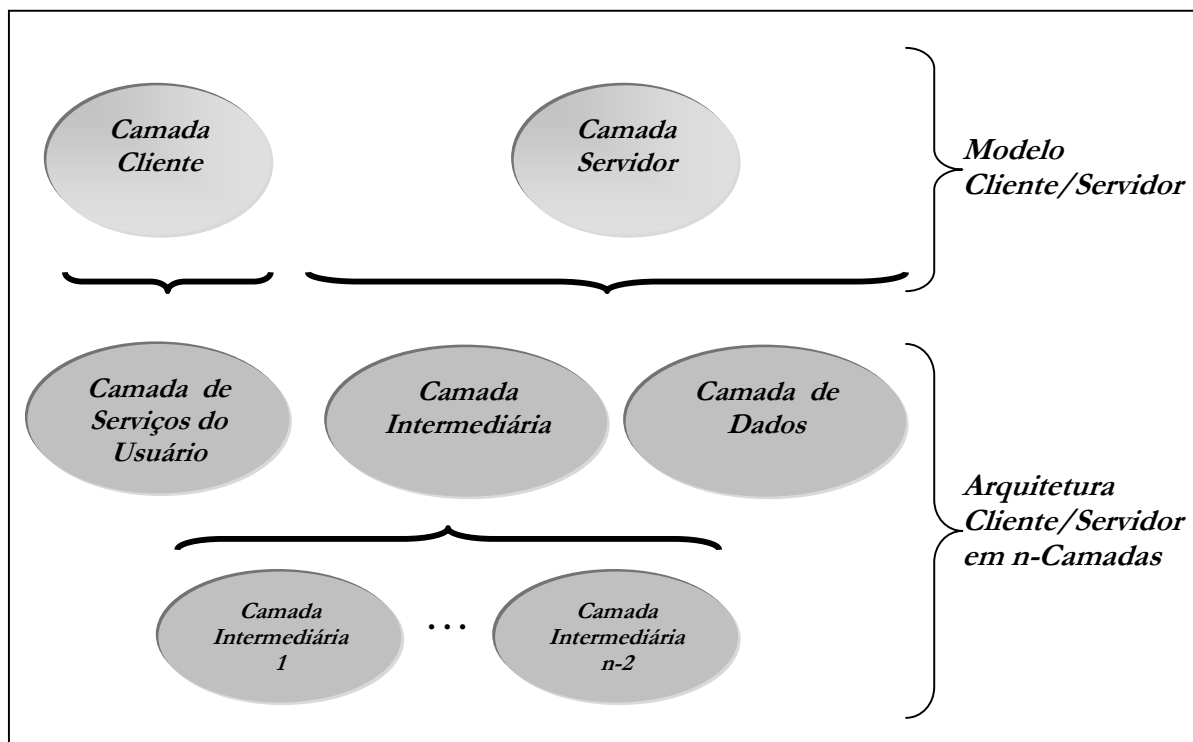 Camada
Cliente
Camada
Servidor
Modelo
Cliente/Servidor
Camada de
Serviços do
Usuário
Camada
Intermediária
Camada de
Dados
Arquitetura
Cliente/Servidor
em n-Camadas
Camada
Intermediária
1
...
Camada
Intermediária
n-2